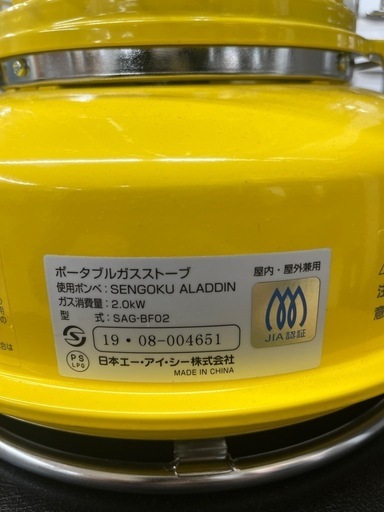 ポータブルガスストーブ
使用ボンベ：SENGOKU ALADDIN
ガス消費量：2.0kW
型　式：SAG-BF02
19・08-004651
PS
LPG
日本エー・アイ・シー株式会社
MADE IN CHINA
屋内・屋外兼用
JIA認証
注
意